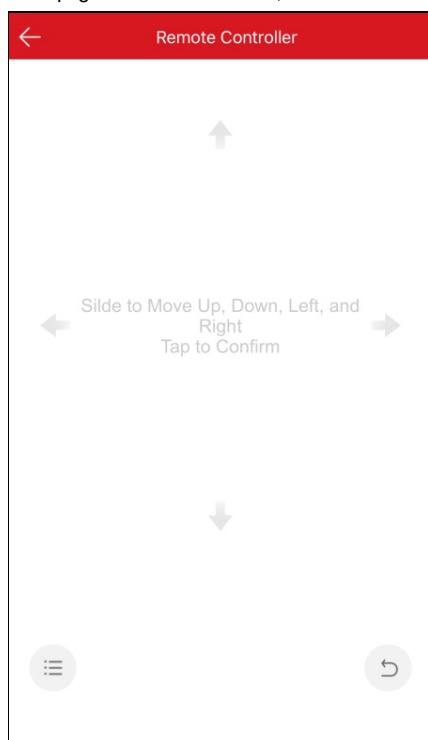 Remote Controller
Silde to Move Up, Down, Left, and
Right
Tap to Confirm